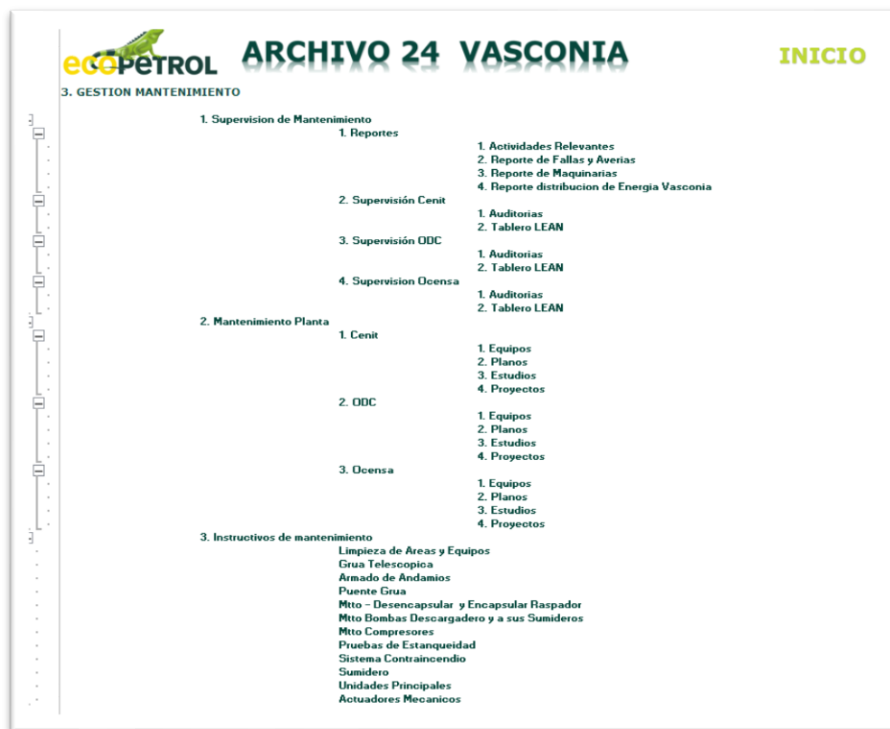 ecoPETROL ARCHIVO 24 VASCONIA INICIO
3. GESTION MANTENIMIENTO
1. Supervision de Mantenimiento
1. Reportes
1. Actividades Relevantes
2. Reporte de Fallas y Averias
3. Reporte de Maquinarias
4. Reporte distribucion de Energia Vasconia
2. Supervisión Cenit
1. Auditorias
2. Tablero LEAN
3. Supervisión ODC
1. Auditorias
2. Tablero LEAN
4. Supervision Ocensa
1. Auditorias
2. Tablero LEAN
2. Mantenimiento Planta
1. Cenit
1. Equipos
2. Planos
3. Estudios
4. Proyectos
2. ODC
1. Equipos
2. Planos
3. Estudios
4. Proyectos
3. Ocensa
1. Equipos
2. Planos
3. Estudios
4. Proyectos
3. Instructivos de mantenimiento
Limpieza de Areas y Equipos
Grua Telescopica
Armado de Andamios
Puente Grua
Mtto - Desencapsular y Encapsular Raspador
Mtto Bombas Descargadero y a sus Sumideros
Mtto Compresores
Pruebas de Estanqueidad
Sistema Contraincendio
Sumidero
Unidades Principales
Actuadores Mecanicos